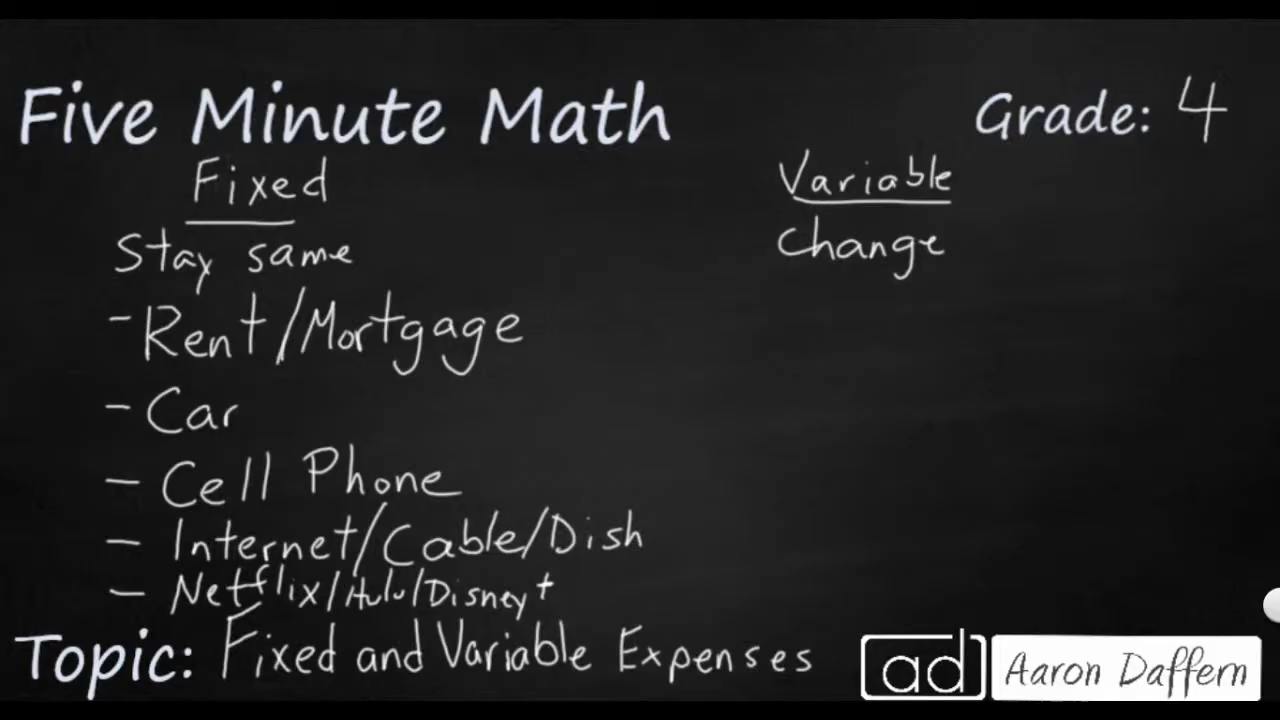 Five Minute Math
Grade: 4
Fixed
Stay same
- Rent/Mortgage
- Car
- Cell Phone
- Internet/Cable/Dish
- Netflix/Hulu/Disney+
Variable
Change
Topic: Fixed and Variable Expenses
ad Aaron Daffern